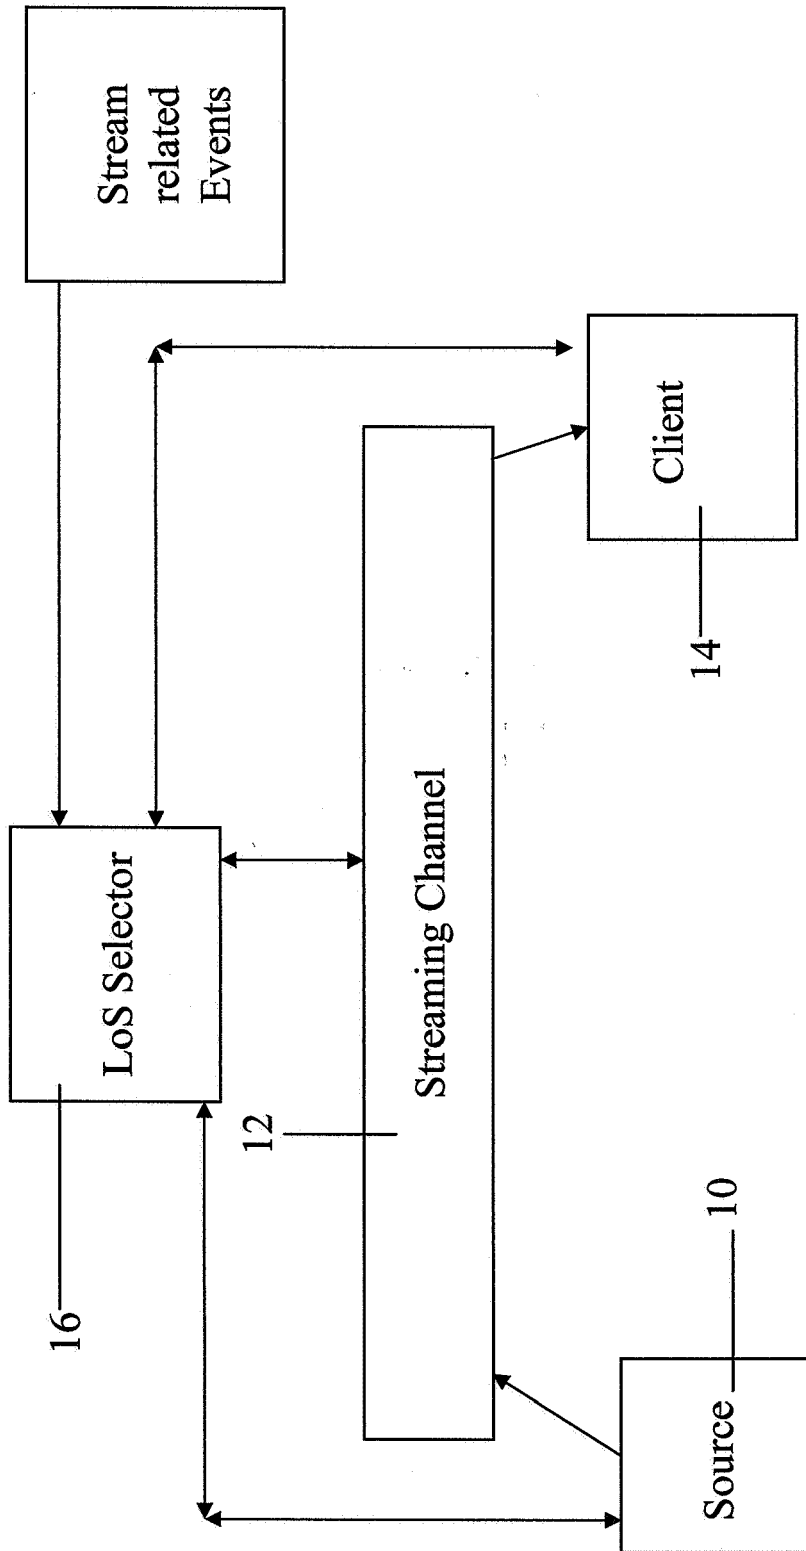 Stream
related
Events
LoS Selector
16
12
Streaming Channel
Client
14
Source
10